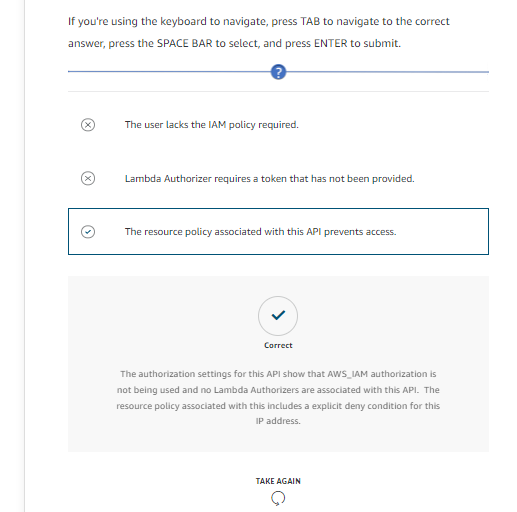 If you're using the keyboard to navigate, press TAB to navigate to the correct
answer, press the SPACE BAR to select, and press ENTER to submit.
?
The user lacks the IAM policy required.
Lambda Authorizer requires a token that has not been provided.
The resource policy associated with this API prevents access.
Correct
The authorization settings for this API show that AWS_IAM authorization is
not being used and no Lambda Authorizers are associated with this API. The
resource policy associated with this includes a explicit deny condition for this
IP address.
TAKE AGAIN